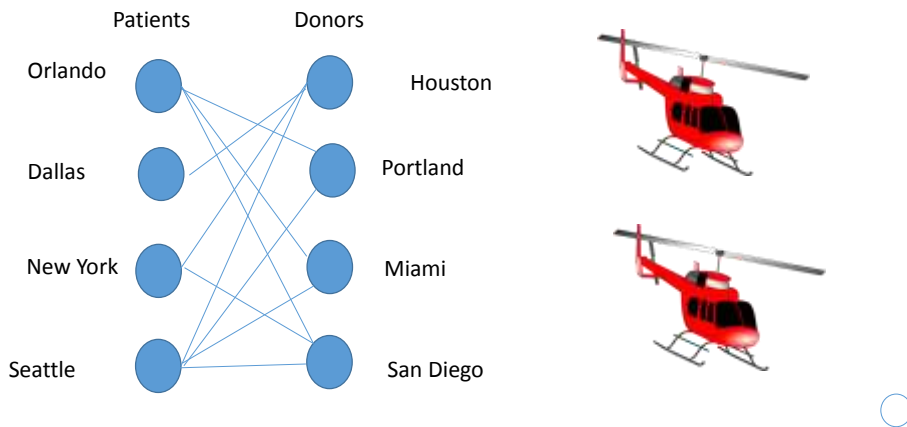 Patients Donors
Orlando Houston
Dallas Portland
New York Miami
Seattle San Diego